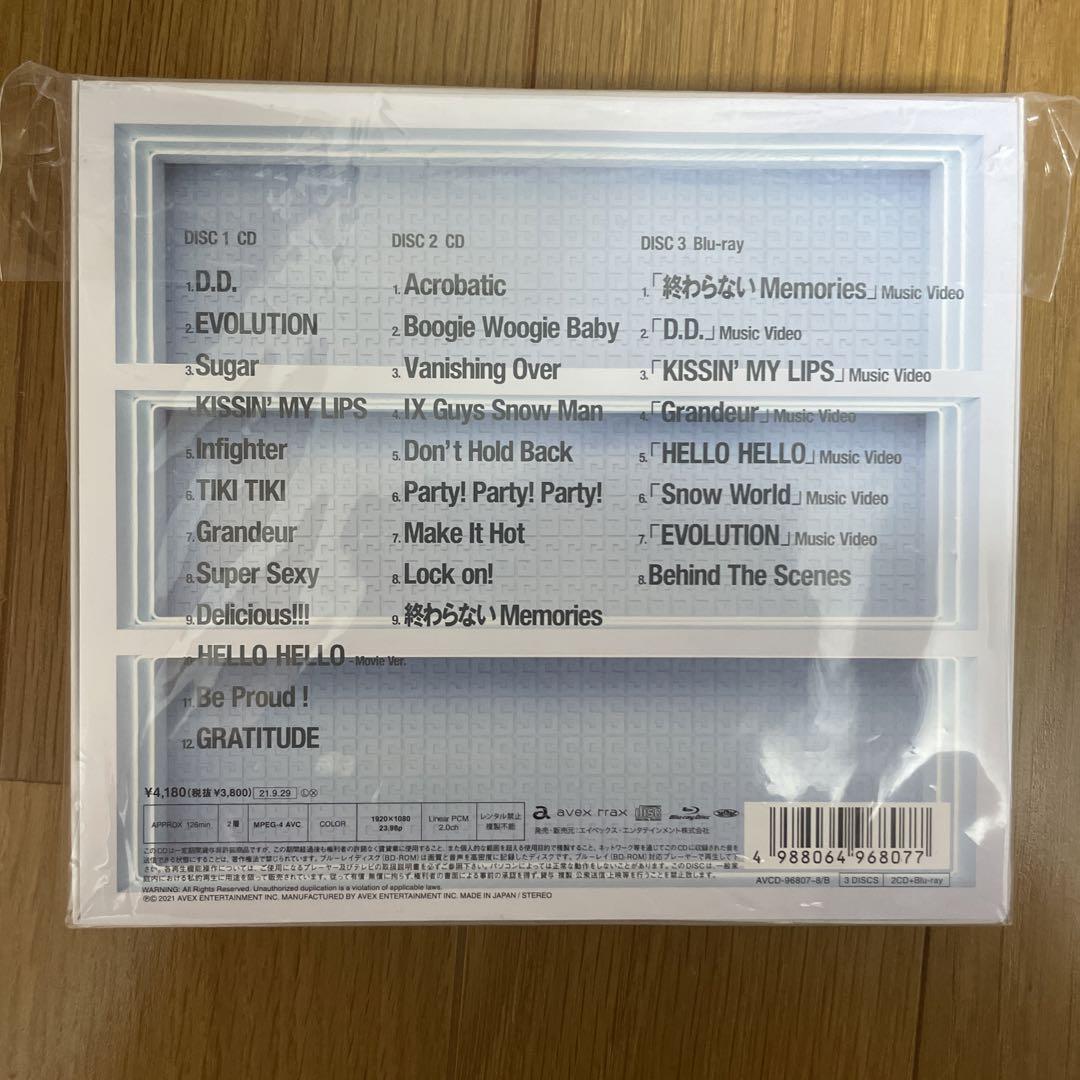 DISC 1 CD
1. D.D.
2. EVOLUTION
3. Sugar
4. KISSIN' MY LIPS
5. Infighter
6. TIKI TIKI
7. Grandeur
8. Super Sexy
9. Delicious!!!
10. HELLO HELLO -Movie Ver.
11. Be Proud !
12. GRATITUDE
DISC 2 CD
1. Acrobatic
2. Boogie Woogie Baby
3. Vanishing Over
4. IX Guys Snow Man
5. Don't Hold Back
6. Party! Party! Party!
7. Make It Hot
8. Lock on!
9. 終わらない Memories
DISC 3 Blu-ray
1. 「終わらない Memories」 Music Video
2. 「D.D.」 Music Video
3. 「KISSIN' MY LIPS」 Music Video
4. 「Grandeur」 Music Video
5. 「HELLO HELLO」 Music Video
6. 「Snow World」 Music Video
7. 「EVOLUTION」 Music Video
8. Behind The Scenes
¥4,180(税抜¥3,800) 21.9.29 Ⓛⓧ
APPROX 126min 2層 MPEG-4 AVC COLOR 1920×1080 23.98p Linear PCM 2.0ch レンタル禁止 複製不能
avex trax
Blu-ray Disc
発売・販売元:エイベックス・エンタテインメント株式会社
4 988064 968077
AVCD-96807~8/B 3 DISCS 2CD+Blu-ray
WARNING: All Rights Reserved. Unauthorized duplication is a violation of applicable laws.
ⓅⒸ 2021 AVEX ENTERTAINMENT INC. MANUFACTURED BY AVEX ENTERTAINMENT INC. MADE IN JAPAN / STEREO